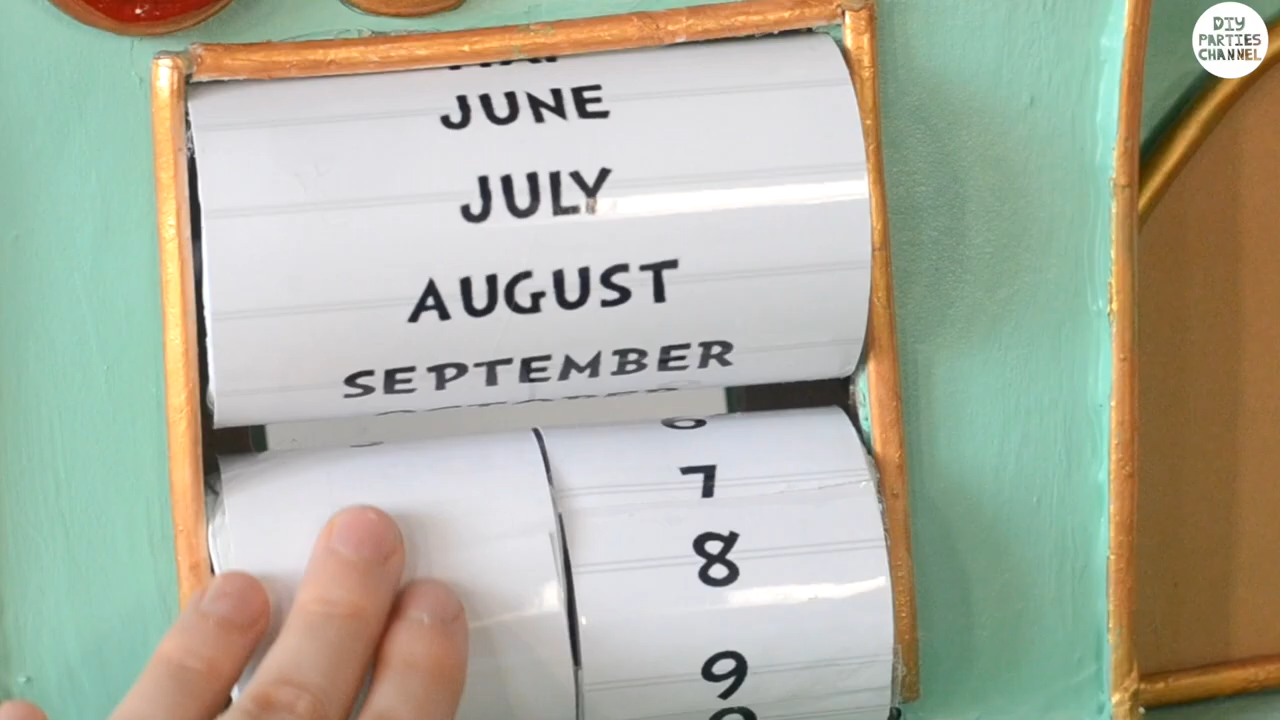 DIY
PARTIES
CHANNEL
JUNE
JULY
AUGUST
SEPTEMBER
7
8
9